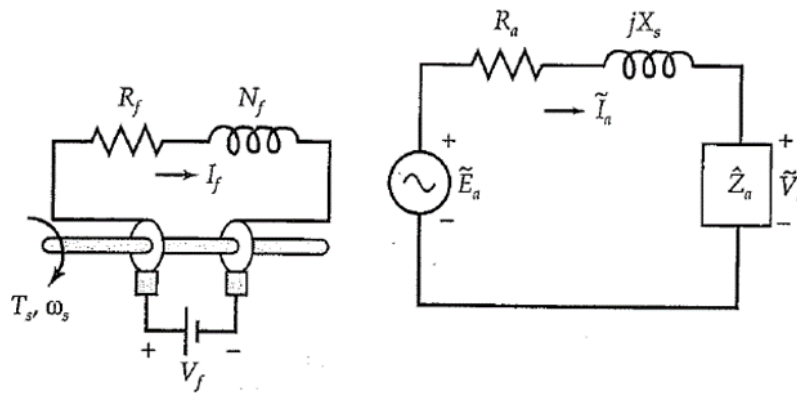 R_f
N_f
I_f
T_s, ω_s
+
−
V_f
R_a
jX_s
Ĩ_a
+
Ẽ_a
−
Ẑ_a
+
Ṽ
−